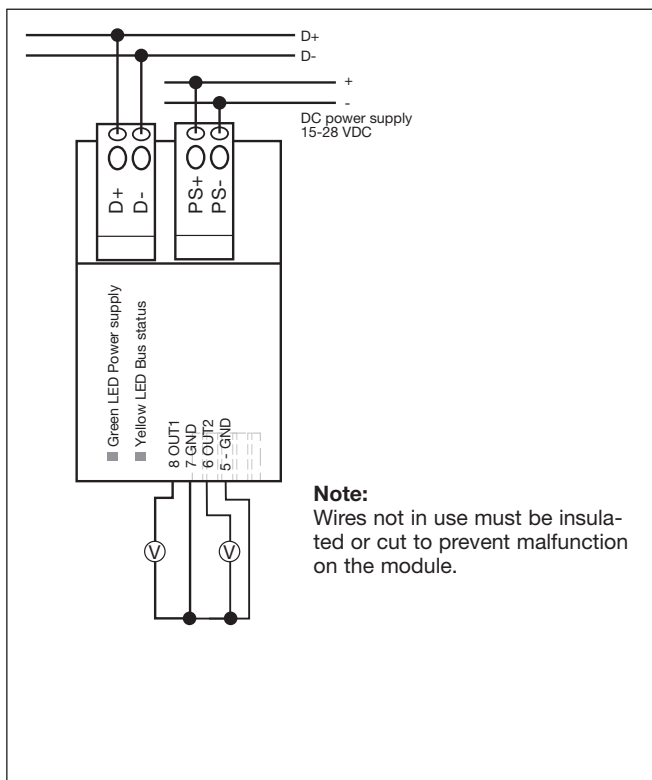 D+
D-
+
-
DC power supply
15-28 VDC
D+
D-
PS+
PS-
Green LED Power supply
Yellow LED Bus status
8 OUT1
7 GND
6 OUT2
5 - GND
V
V
Note:
Wires not in use must be insula-
ted or cut to prevent malfunction
on the module.